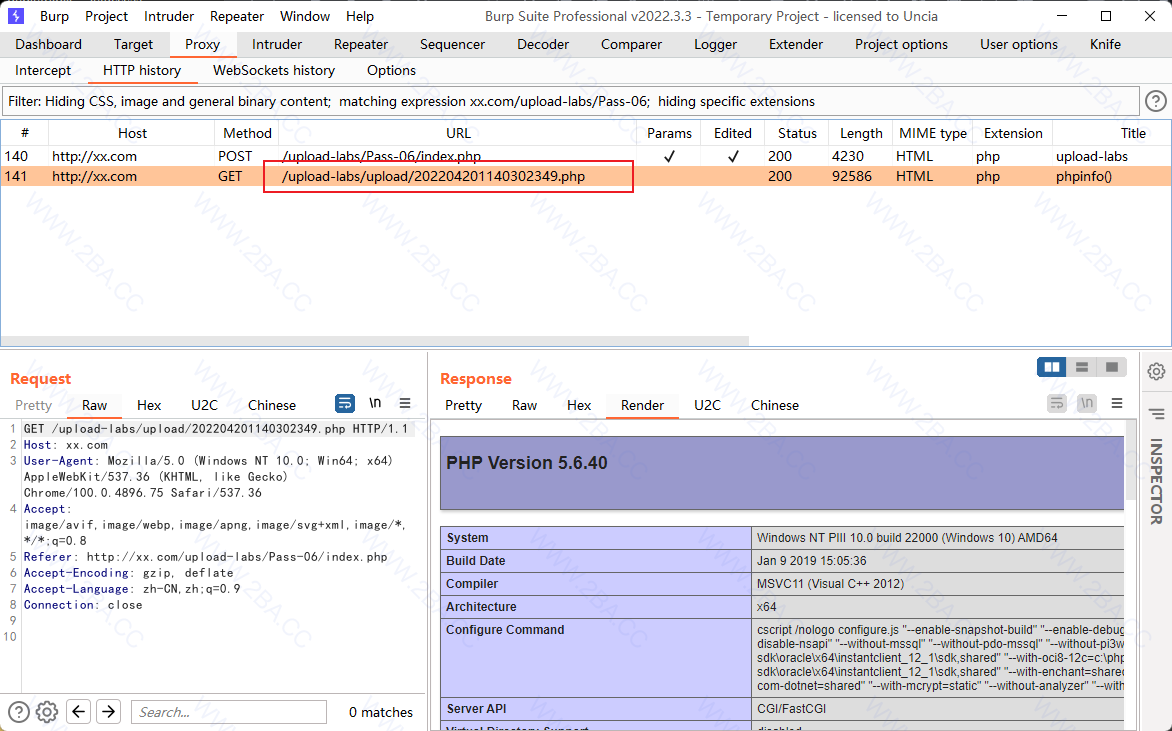 Burp Project Intruder Repeater Window Help Burp Suite Professional v2022.3.3 - Temporary Project - licensed to Uncia
Dashboard Target Proxy Intruder Repeater Sequencer Decoder Comparer Logger Extender Project options User options Knife
Intercept HTTP history WebSockets history Options
Filter: Hiding CSS, image and general binary content; matching expression xx.com/upload-labs/Pass-06; hiding specific extensions
# Host Method URL Params Edited Status Length MIME type Extension Title
140 http://xx.com POST /upload-labs/Pass-06/index.php ✓ ✓ 200 4230 HTML php upload-labs
141 http://xx.com GET /upload-labs/upload/202204201140302349.php 200 92586 HTML php phpinfo()
Request
Pretty Raw Hex U2C Chinese \n
1 GET /upload-labs/upload/202204201140302349.php HTTP/1.1
2 Host: xx.com
3 User-Agent: Mozilla/5.0 (Windows NT 10.0; Win64; x64)
AppleWebKit/537.36 (KHTML, like Gecko)
Chrome/100.0.4896.75 Safari/537.36
4 Accept:
image/avif,image/webp,image/apng,image/svg+xml,image/*,
*/*;q=0.8
5 Referer: http://xx.com/upload-labs/Pass-06/index.php
6 Accept-Encoding: gzip, deflate
7 Accept-Language: zh-CN,zh;q=0.9
8 Connection: close
9
10
Search...
0 matches
Response
Pretty Raw Hex Render U2C Chinese \n
PHP Version 5.6.40
System Windows NT PIII 10.0 build 22000 (Windows 10) AMD64
Build Date Jan 9 2019 15:05:36
Compiler MSVC11 (Visual C++ 2012)
Architecture x64
Configure Command cscript /nologo configure.js "--enable-snapshot-build" "--enable-debug
disable-nsapi" "--without-mssql" "--without-pdo-mssql" "--without-pi3w
sdk\oracle\x64\instantclient_12_1\sdk,shared" "--with-oci8-12c=c:\php
sdk\oracle\x64\instantclient_12_1\sdk,shared" "--with-enchant=shared
com-dotnet=shared" "--with-mcrypt=static" "--without-analyzer" "--with
Server API CGI/FastCGI
Virtual Directory Support disabled
INSPECTOR
WWW.2BA.CC